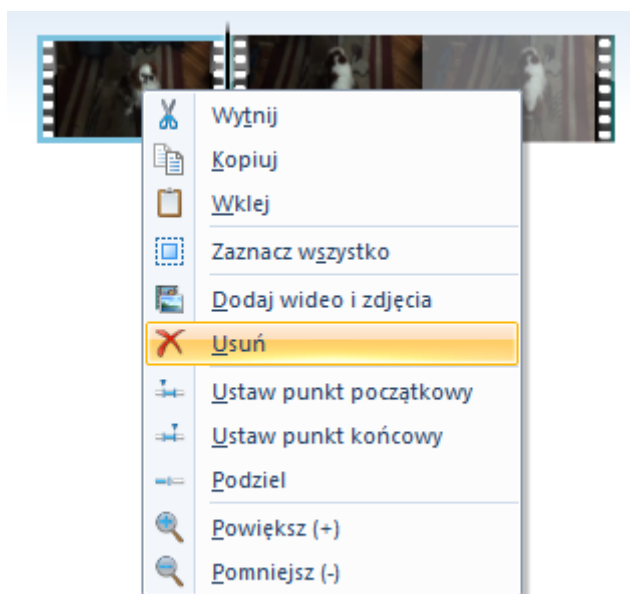 Wytnij
Kopiuj
Wklej
Zaznacz wszystko
Dodaj wideo i zdjęcia
Usuń
Ustaw punkt początkowy
Ustaw punkt końcowy
Podziel
Powiększ (+)
Pomniejsz (-)